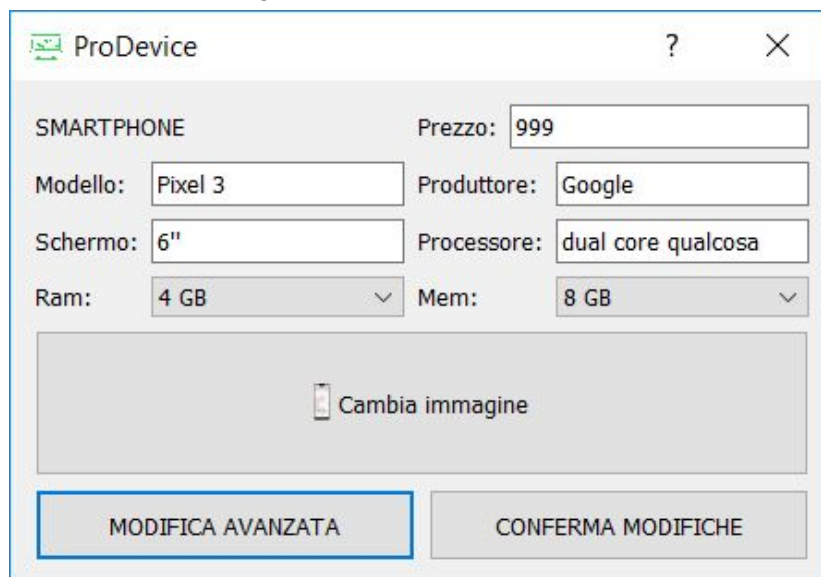 ProDevice ?
SMARTPHONE Prezzo: 999
Modello: Pixel 3 Produttore: Google
Schermo: 6" Processore: dual core qualcosa
Ram: 4 GB Mem: 8 GB
Cambia immagine
MODIFICA AVANZATA CONFERMA MODIFICHE